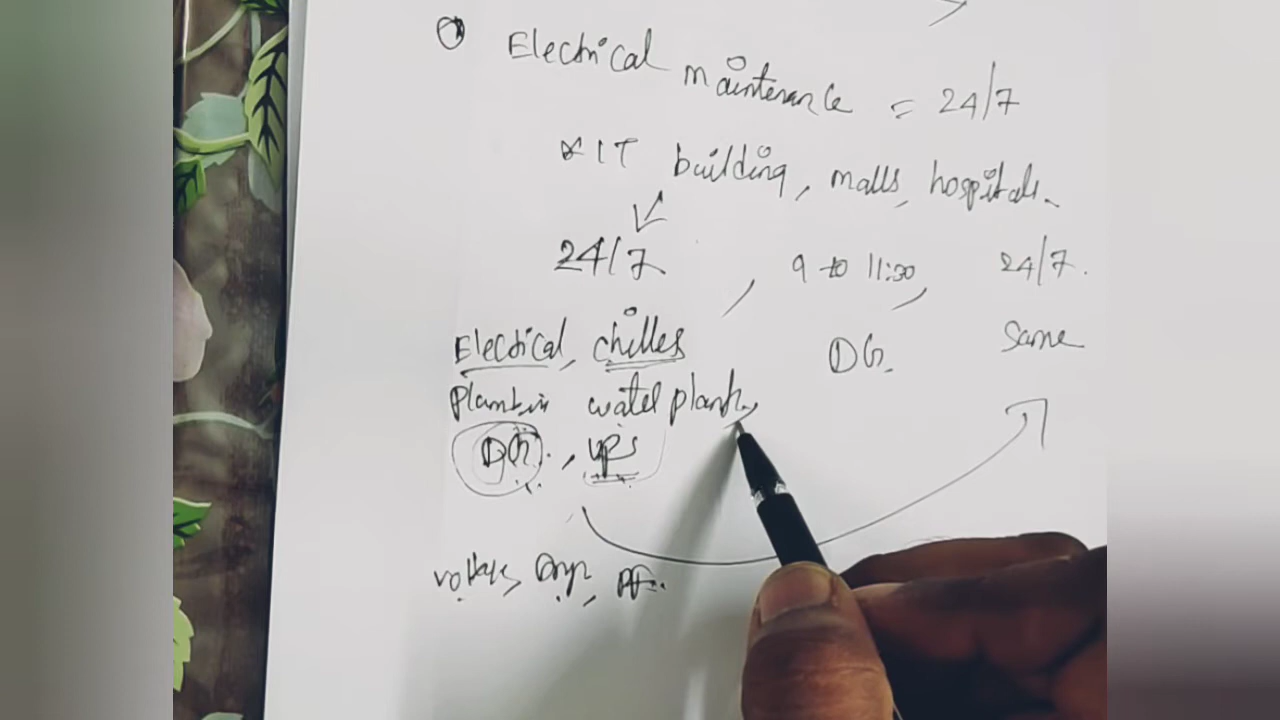 Electrical maintenance = 24/7
* IT building, malls, hospitals.
24/7 , 9 to 11:30, 24/7.
Electrical, chilles DG, Same
Plumbin water plant,
DG. , UPS
voltage, Amp, PF..